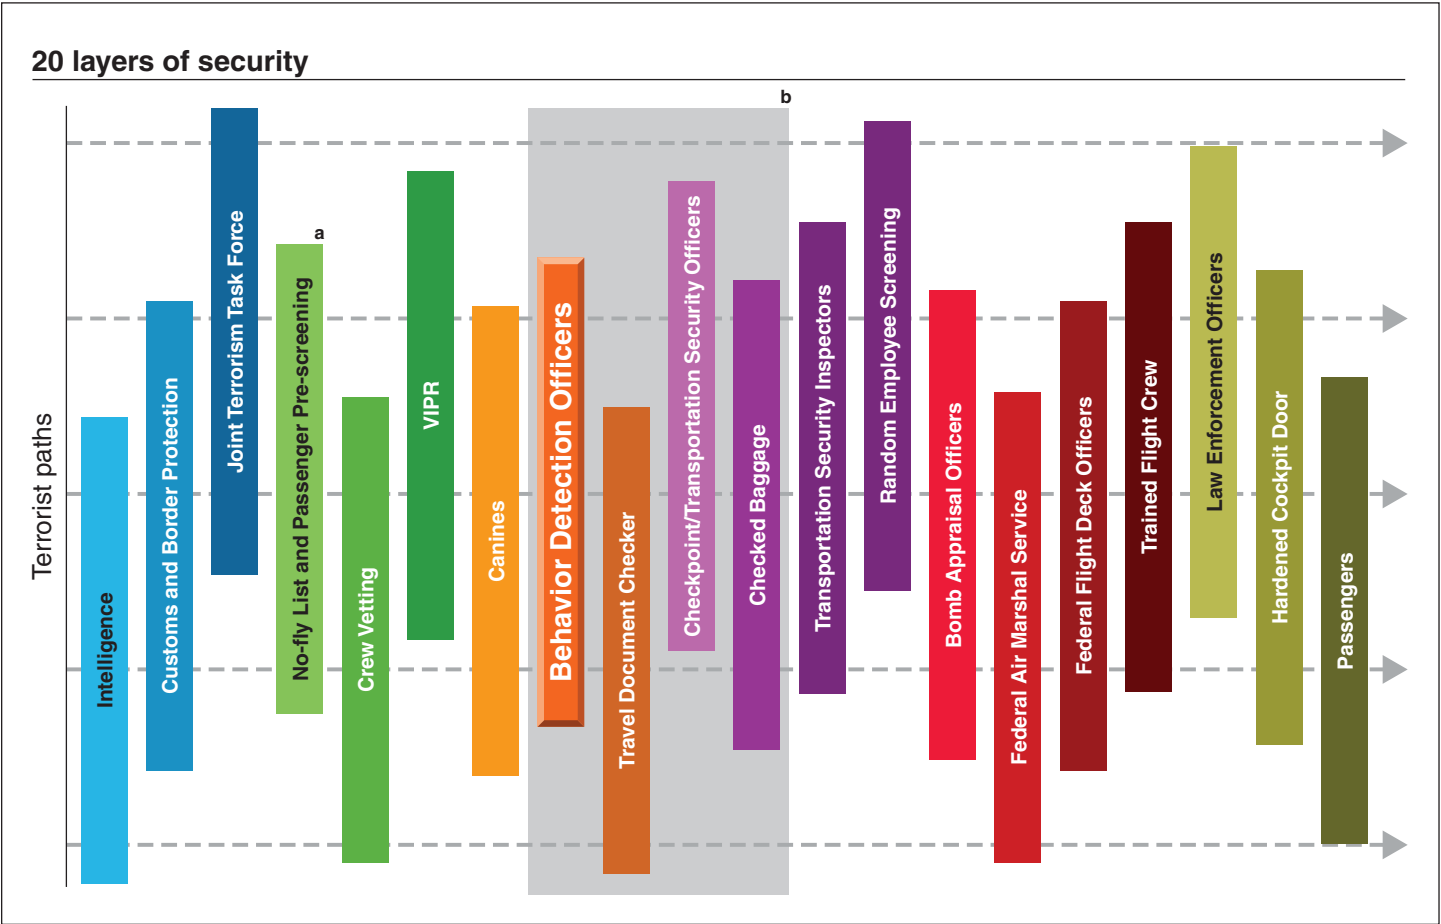 20 layers of security
b
a
Terrorist paths
Intelligence
Customs and Border Protection
Joint Terrorism Task Force
No-fly List and Passenger Pre-screening
Crew Vetting
VIPR
Canines
Behavior Detection Officers
Travel Document Checker
Checkpoint/Transportation Security Officers
Checked Baggage
Transportation Security Inspectors
Random Employee Screening
Bomb Appraisal Officers
Federal Air Marshal Service
Federal Flight Deck Officers
Trained Flight Crew
Law Enforcement Officers
Hardened Cockpit Door
Passengers